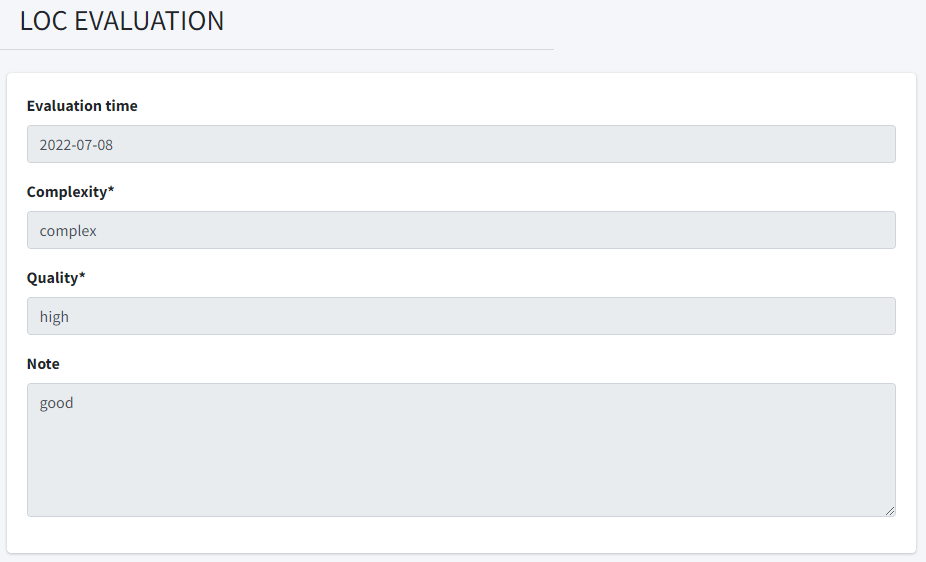 LOC EVALUATION
Evaluation time
2022-07-08
Complexity*
complex
Quality*
high
Note
good